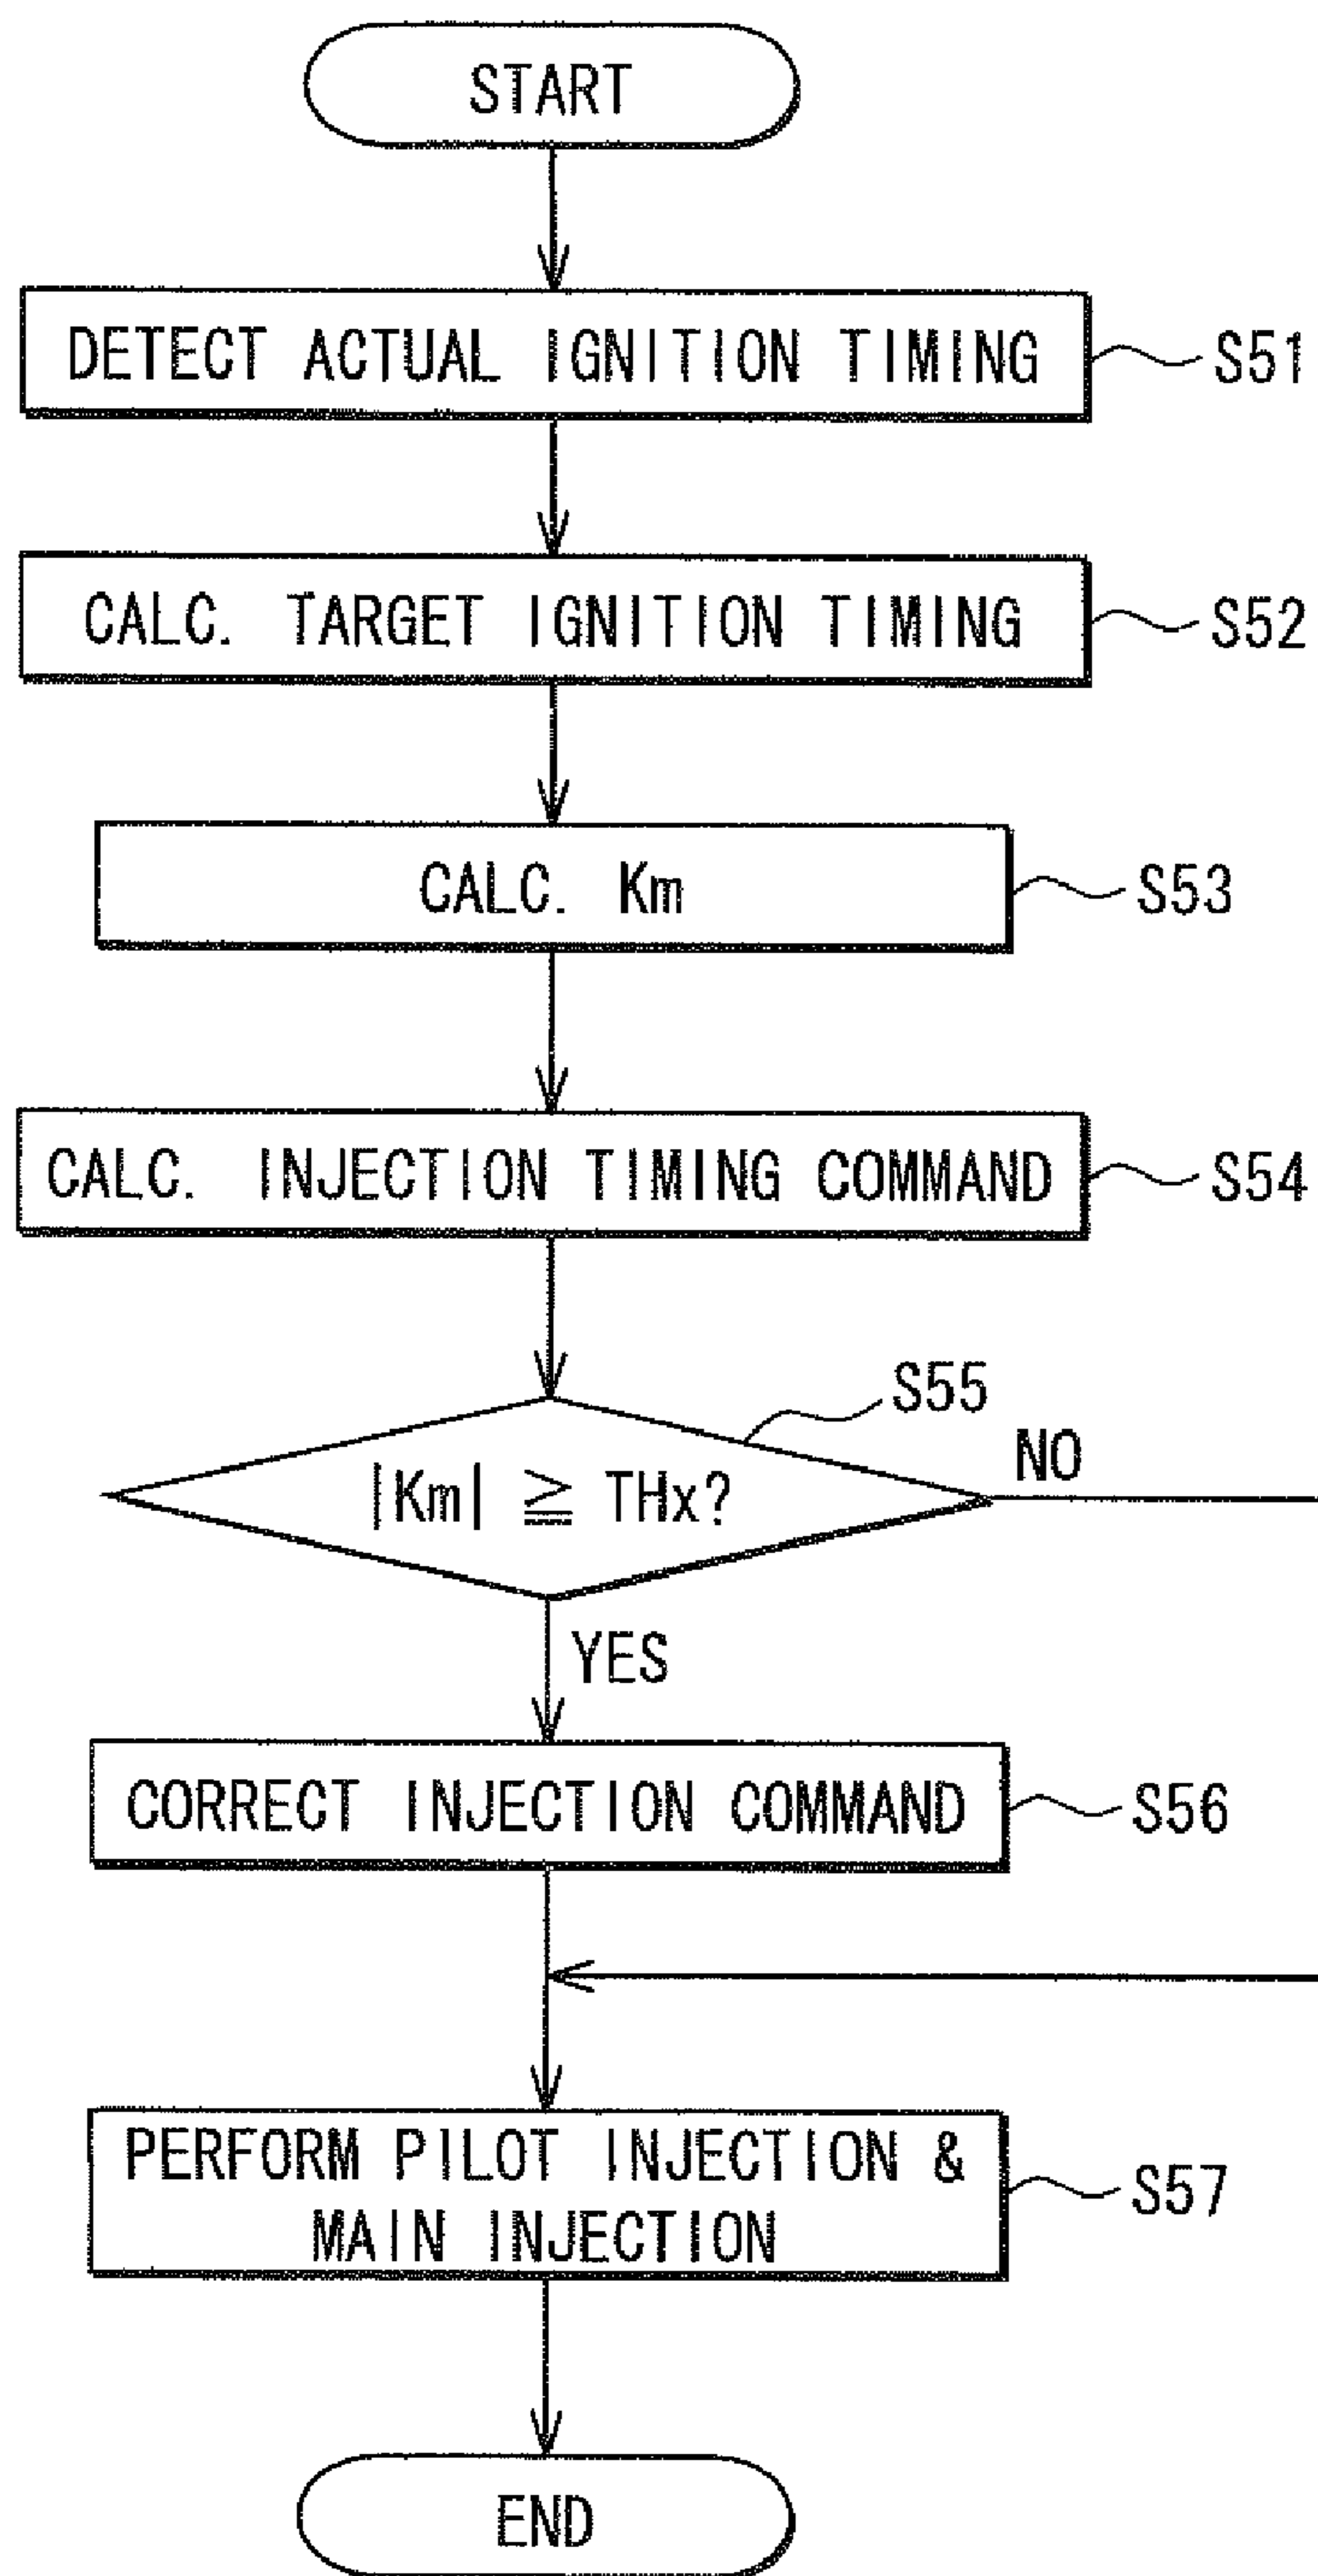 START
DETECT ACTUAL IGNITION TIMING
S51
CALC. TARGET IGNITION TIMING
S52
CALC. Km
S53
CALC. INJECTION TIMING COMMAND
S54
S55
|Km| ≧ THx?
NO
YES
CORRECT INJECTION COMMAND
S56
PERFORM PILOT INJECTION &
MAIN INJECTION
S57
END